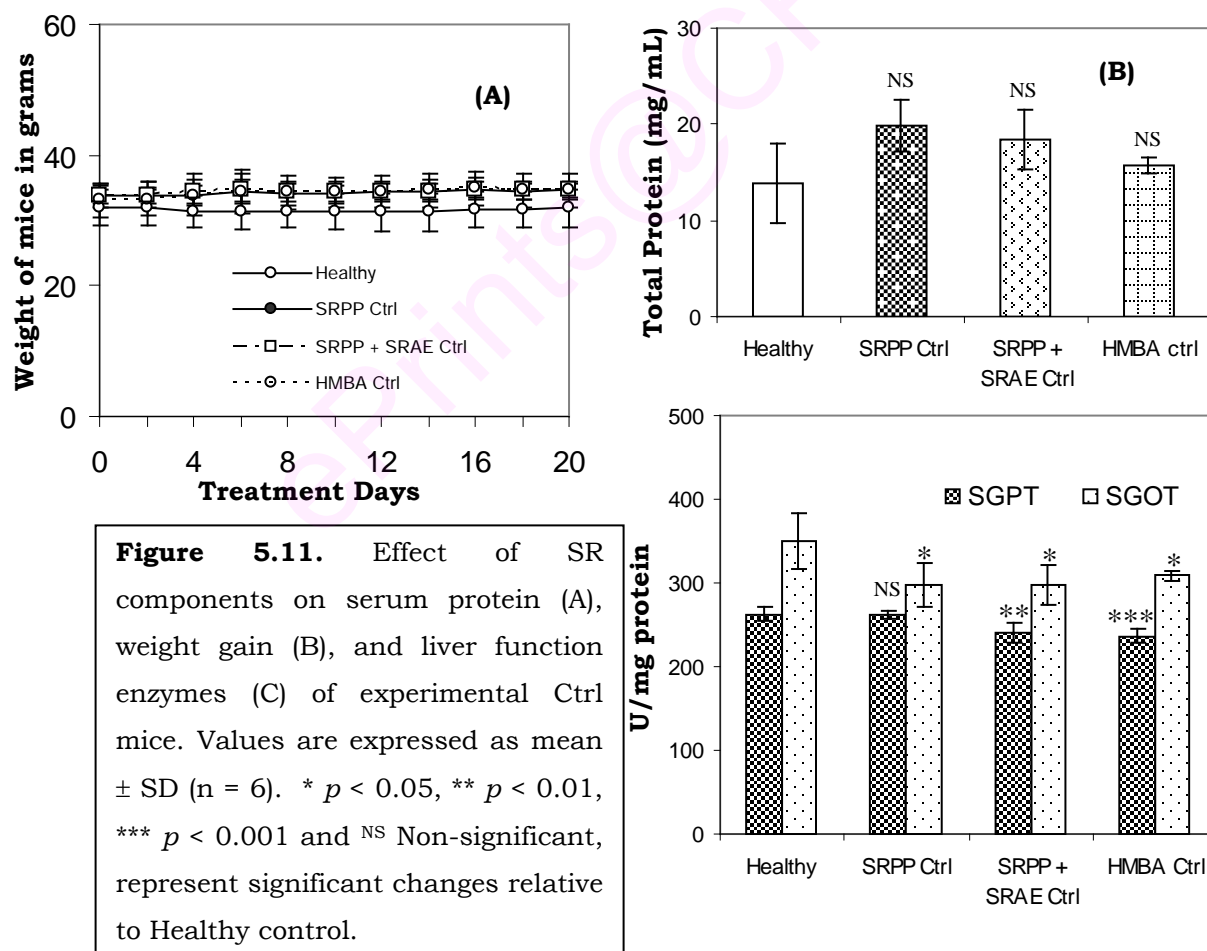 60
40
20
0
Weight of mice in grams
(A)
Healthy
SRPP Ctrl
SRPP + SRAE Ctrl
HMBA Ctrl
0 4 8 12 16 20
Treatment Days
30
20
10
0
Total Protein (mg/mL)
(B)
NS
NS
NS
Healthy SRPP Ctrl SRPP + HMBA ctrl
SRAE Ctrl
500
400
300
200
100
0
U/mg protein
SGPT SGOT
NS * ** * *** *
Healthy SRPP Ctrl SRPP + HMBA Ctrl
SRAE Ctrl
Figure 5.11. Effect of SR
components on serum protein (A),
weight gain (B), and liver function
enzymes (C) of experimental Ctrl
mice. Values are expressed as mean
± SD (n = 6). * p < 0.05, ** p < 0.01,
*** p < 0.001 and NS Non-significant,
represent significant changes relative
to Healthy control.